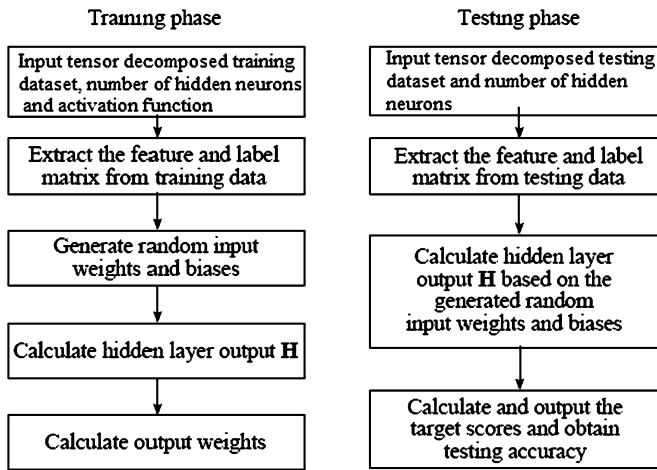 Training phase
Input tensor decomposed training
dataset, number of hidden neurons
and activation function
Extract the feature and label
matrix from training data
Generate random input
weights and biases
Calculate hidden layer output H
Calculate output weights
Testing phase
Input tensor decomposed testing
dataset and number of hidden
neurons
Extract the feature and label
matrix from testing data
Calculate hidden layer
output H based on the
generated random
input weights and biases
Calculate and output the
target scores and obtain
testing accuracy